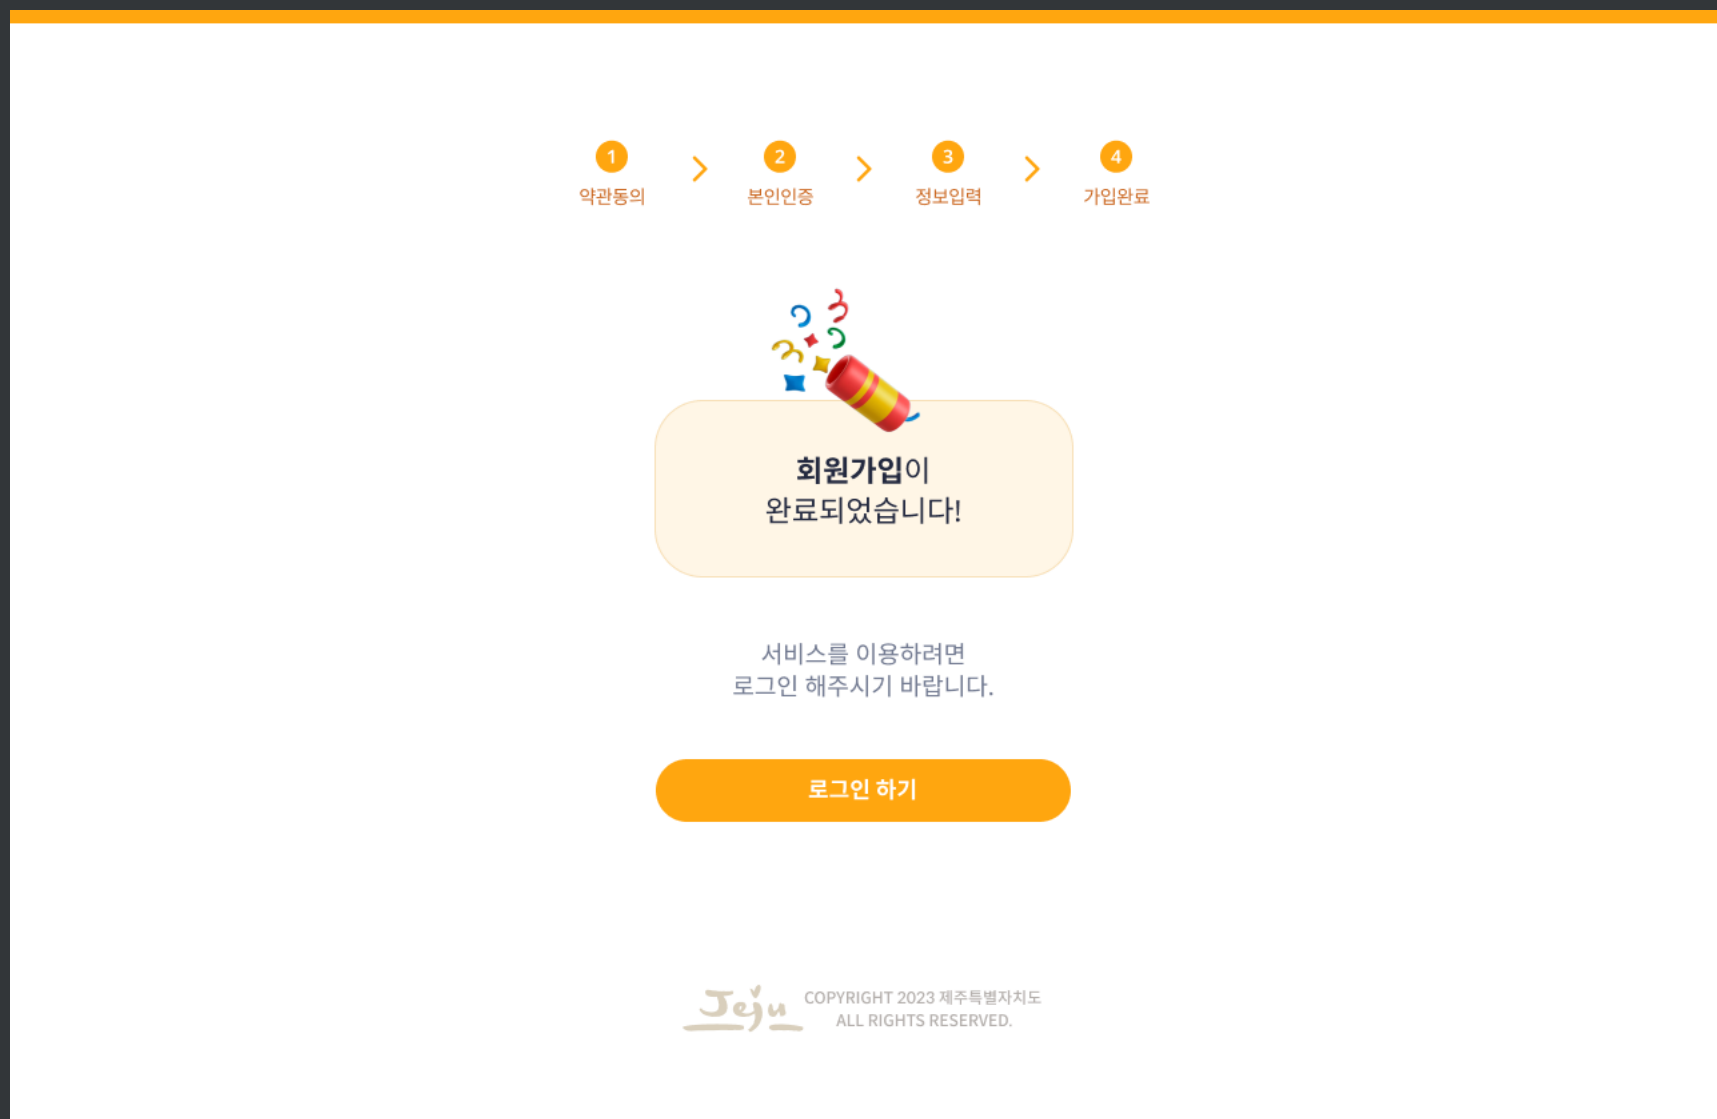 1 2 3 4
약관동의 본인인증 정보입력 가입완료
회원가입이
완료되었습니다!
서비스를 이용하려면
로그인 해주시기 바랍니다.
로그인 하기
Jeju
COPYRIGHT 2023 제주특별자치도
ALL RIGHTS RESERVED.